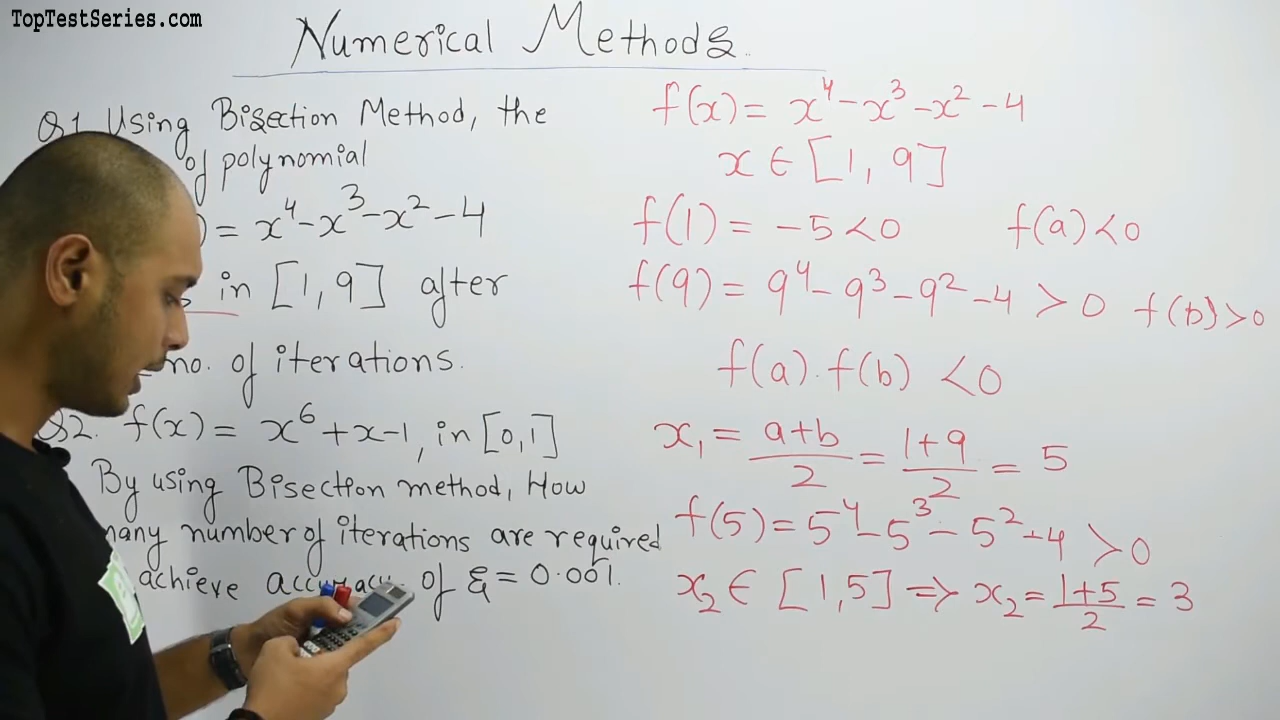 TopTestSeries.com
Numerical Methods
Q1 Using Bisection Method, the
of polynomial
) = x⁴-x³-x²-4
in [1,9] after
no. of iterations.
Q2. f(x) = x⁶+x-1, in [0,1]
By using Bisection method, How
many number of iterations are required
achieve accuracy of ε = 0.001.
f(x) = x⁴-x³-x²-4
x ∈ [1, 9]
f(1) = -5 < 0 f(a) < 0
f(9) = 9⁴-9³-9²-4 > 0 f(b) > 0
f(a).f(b) < 0
x₁ = a+b/2 = 1+9/2 = 5
f(5) = 5⁴-5³-5²-4 > 0
x₂ ∈ [1,5] ⇒ x₂ = 1+5/2 = 3